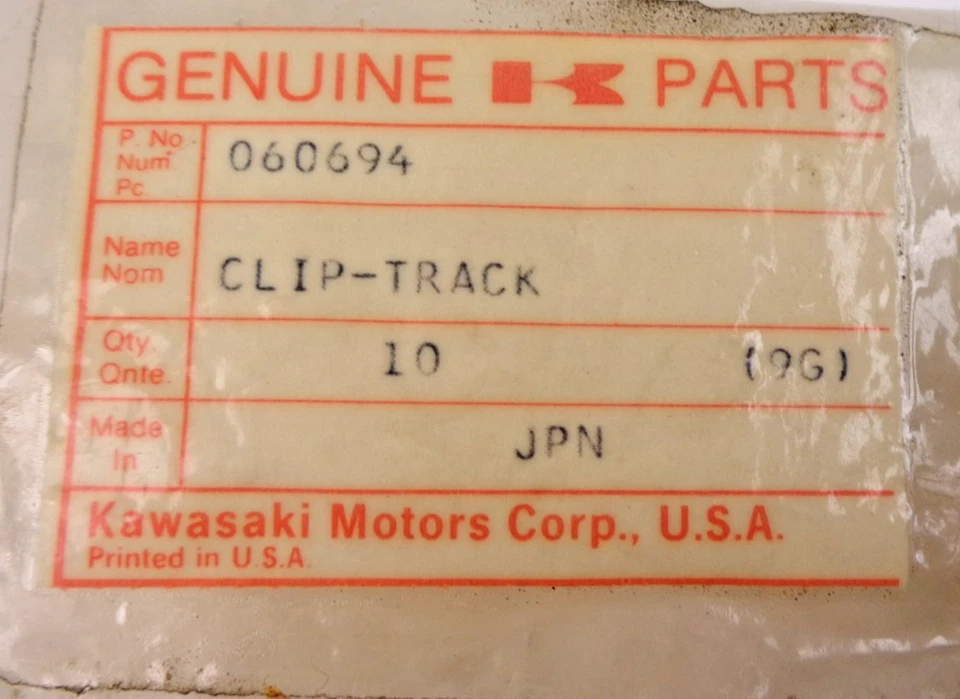 GENUINE K PARTS
P. No.
Num.
Pc.
060694
Name
Nom
CLIP-TRACK
Qty.
Qnte.
10 (9G)
Made
In
JPN
Kawasaki Motors Corp., U.S.A.
Printed in U.S.A.